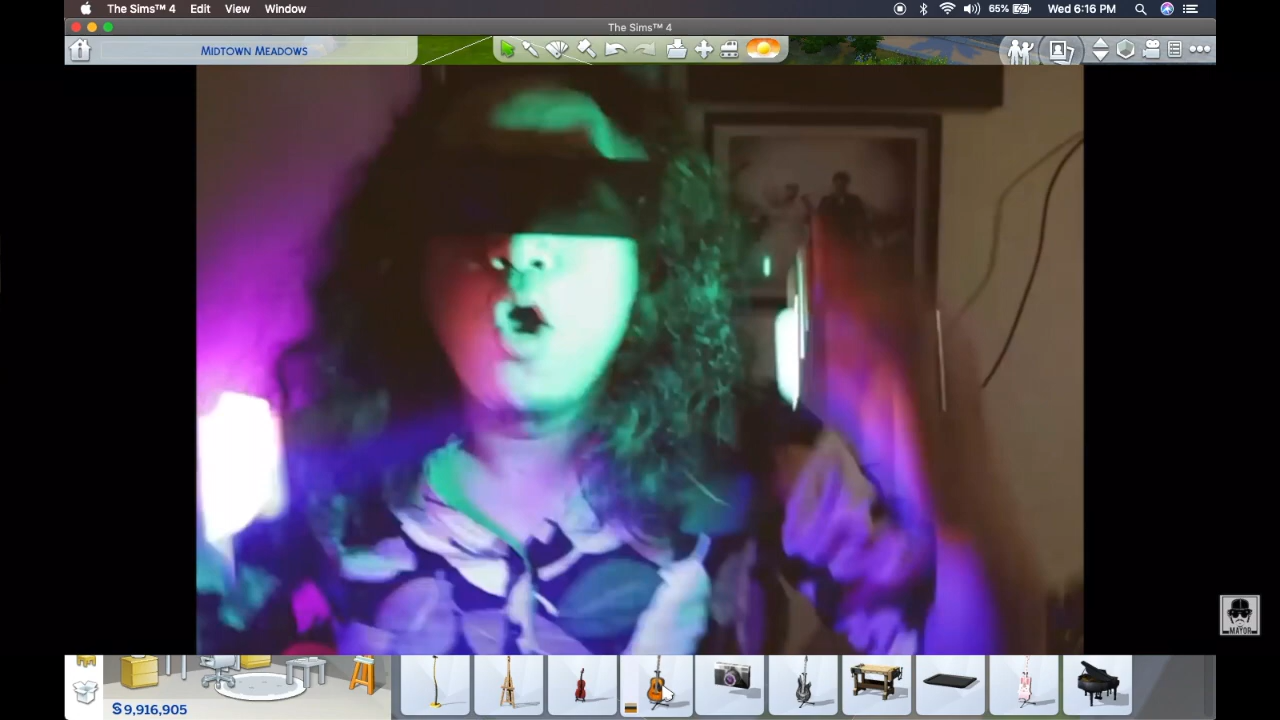 The Sims™ 4 Edit View Window 65% Wed 6:16 PM
The Sims™ 4
MIDTOWN MEADOWS
MAYOR
§9,916,905